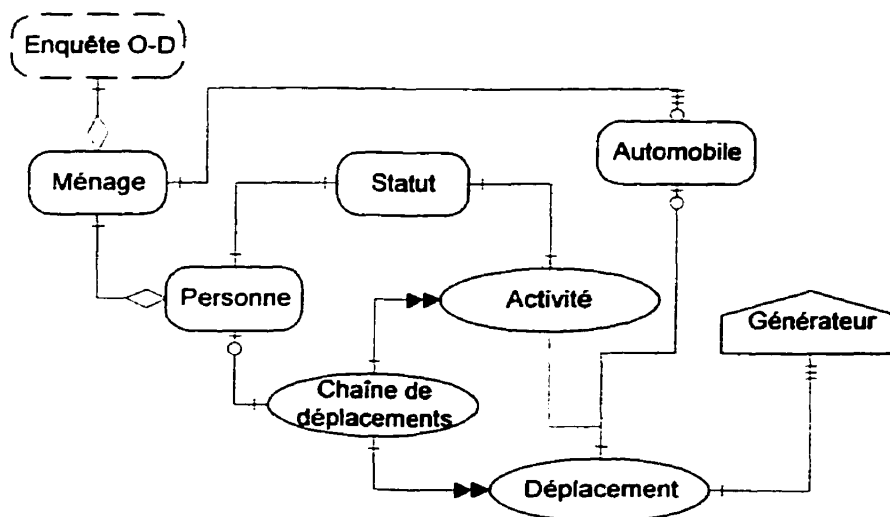 Enquête O-D
Automobile
Ménage
Statut
Personne
Activité
Générateur
Chaîne de
déplacements
Déplacement